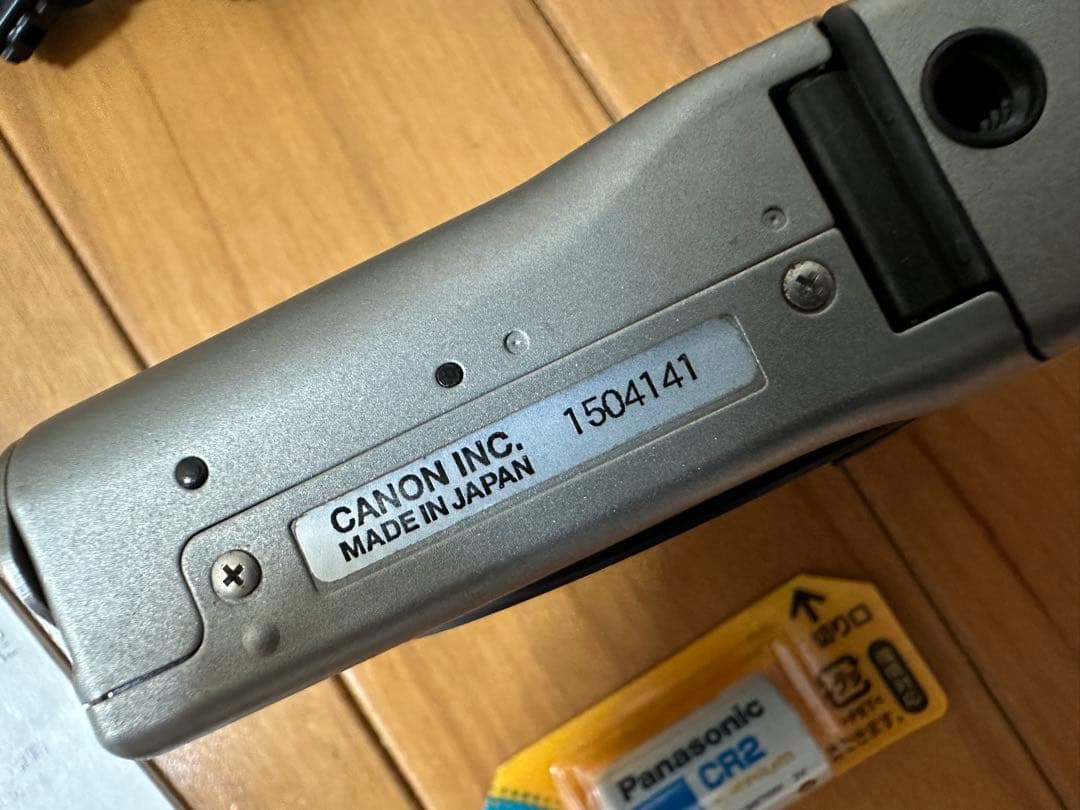 CANON INC. 1504141
MADE IN JAPAN
切り口
Panasonic
CR2